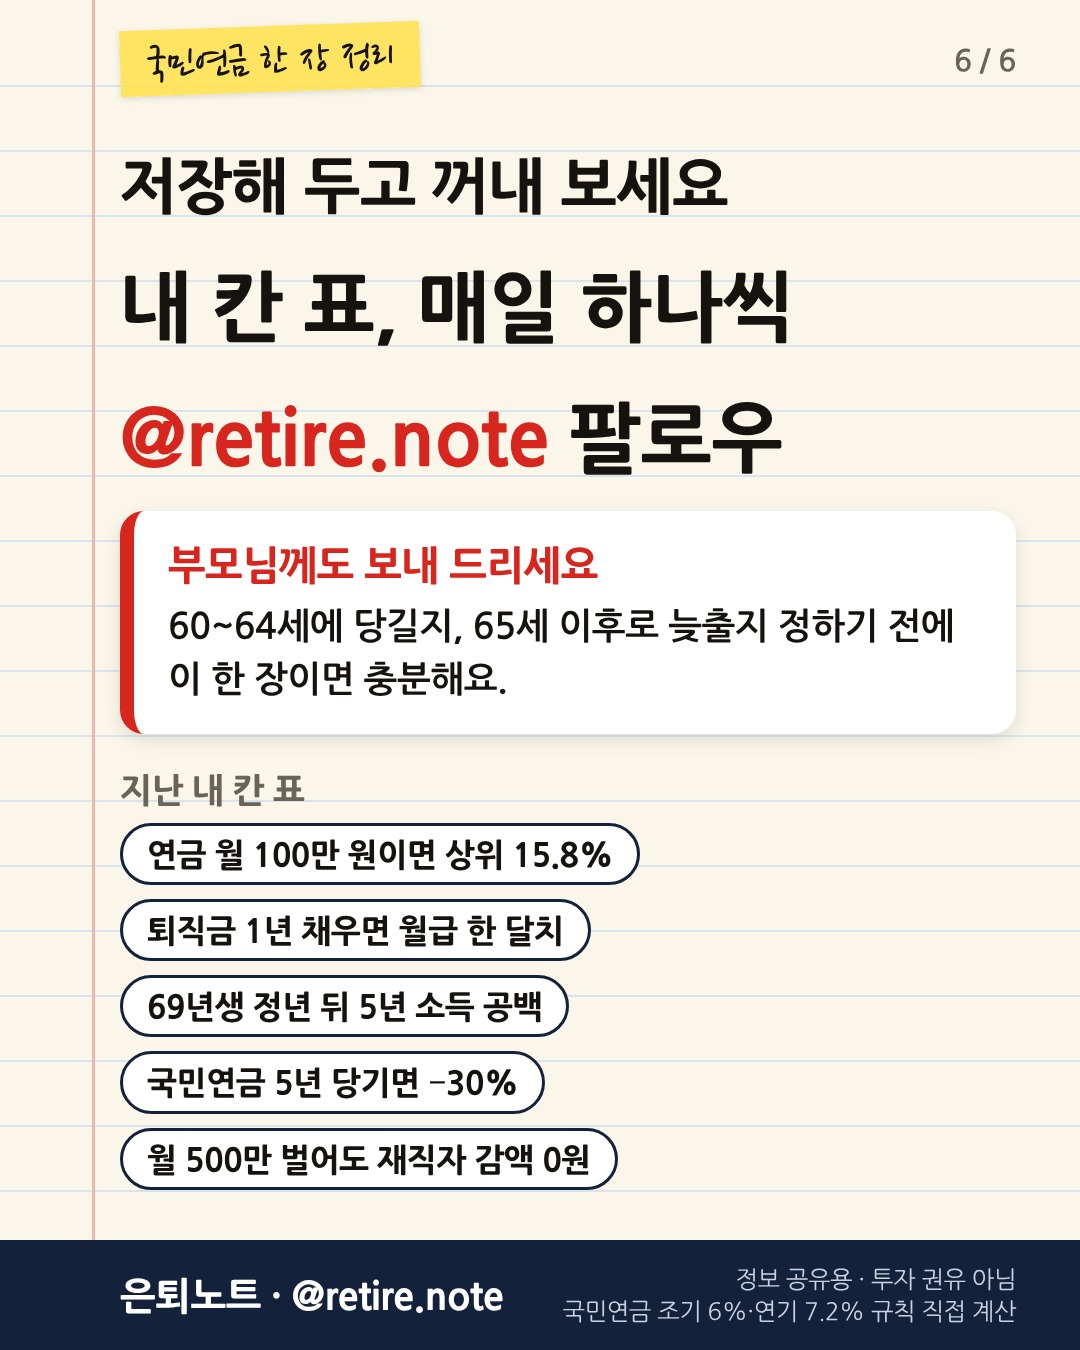 국민연금 한 장 정리
6 / 6
저장해 두고 꺼내 보세요
내 칸 표, 매일 하나씩
@retire.note 팔로우
부모님께도 보내 드리세요
60~64세에 당길지, 65세 이후로 늦출지 정하기 전에
이 한 장이면 충분해요.
지난 내 칸 표
연금 월 100만 원이면 상위 15.8%
퇴직금 1년 채우면 월급 한 달치
69년생 정년 뒤 5년 소득 공백
국민연금 5년 당기면 −30%
월 500만 벌어도 재직자 감액 0원
은퇴노트 · @retire.note
정보 공유용 · 투자 권유 아님
국민연금 조기 6%·연기 7.2% 규칙 직접 계산